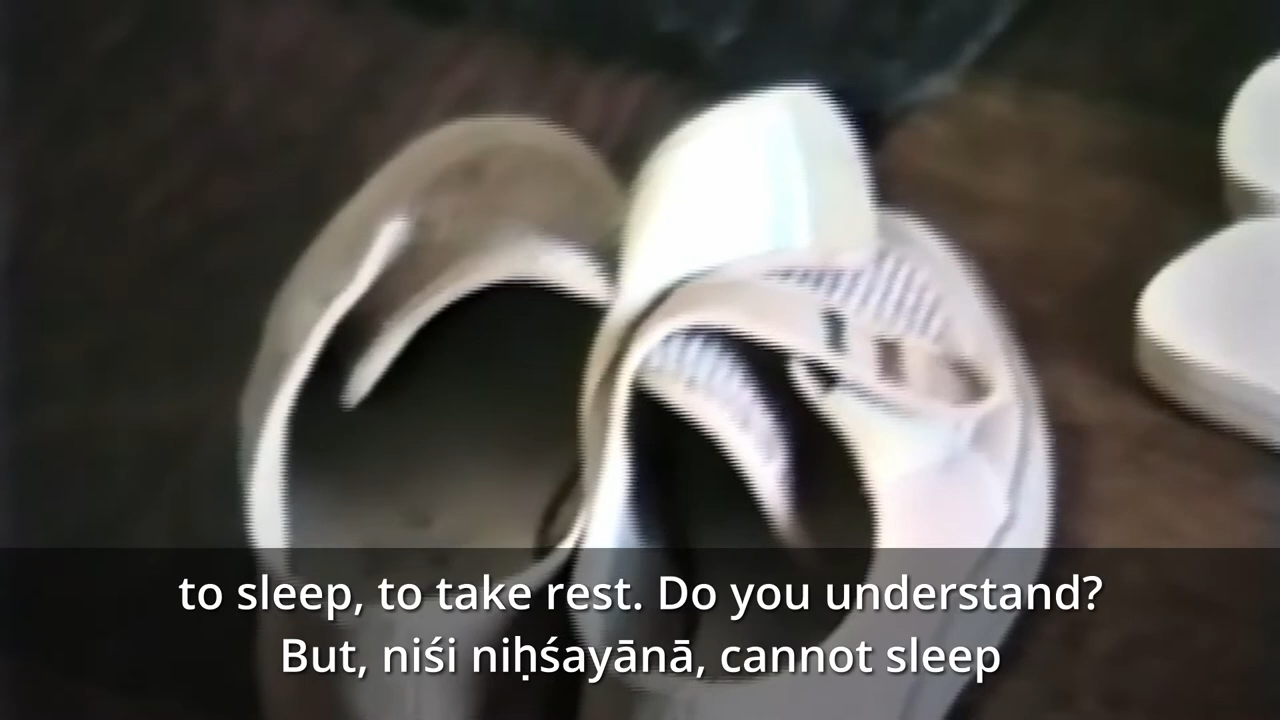 to sleep, to take rest. Do you understand?
But, niśi niḥśayānā, cannot sleep